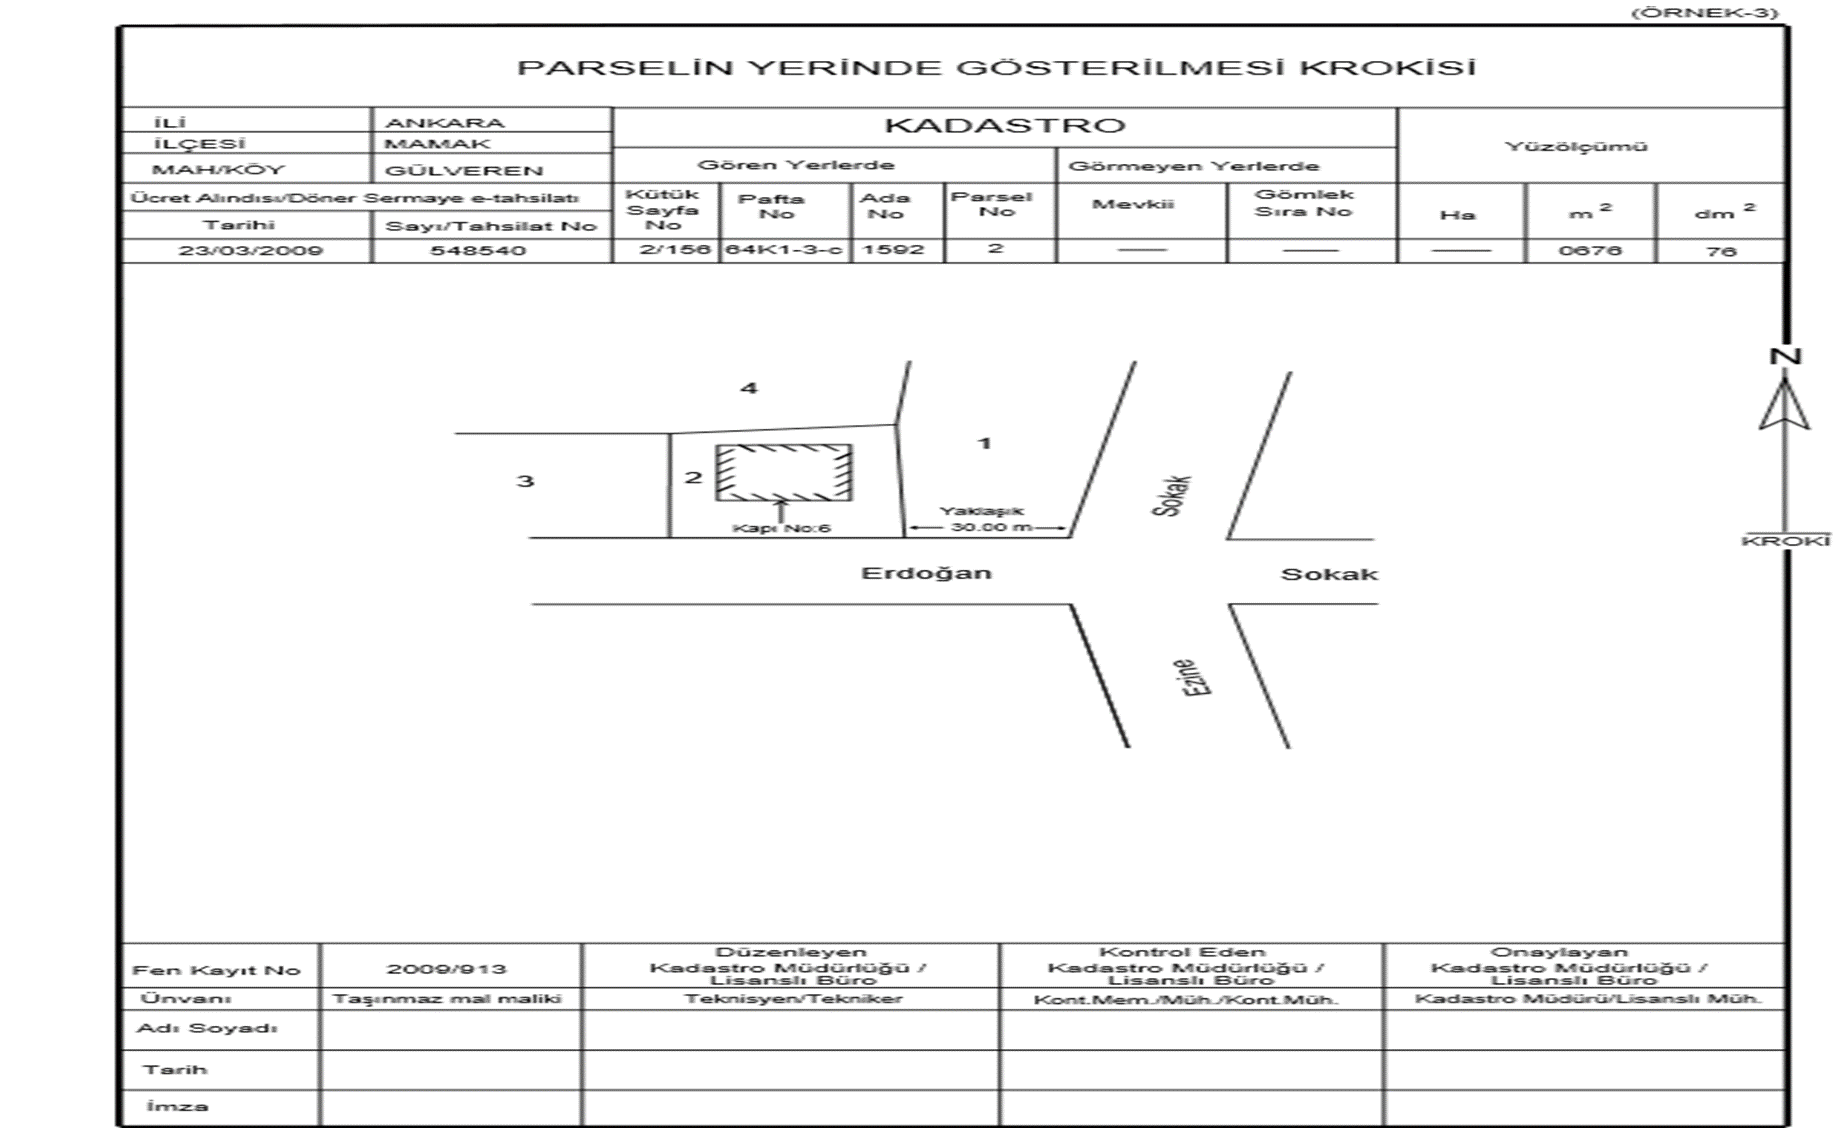 (ÖRNEK-3)
PARSELİN YERİNDE GÖSTERİLMESİ KROKİSİ
İLİ ANKARA
İLÇESİ MAMAK
MAH/KÖY GÜLVEREN
KADASTRO
Yüzölçümü
Gören Yerlerde
Görmeyen Yerlerde
Ücret Alındısı/Döner Sermaye e-tahsilatı
Tarihi
Sayı/Tahsilat No
Kütük
Sayfa
No
Pafta
No
Ada
No
Parsel
No
Mevkii
Gömlek
Sıra No
Ha
m²
dm²
23/03/2009 548540 2/156 64K1-3-c 1592 2 — — — 0676 76
N
KROKİ
4
1
3
2
Kapı No:6
Yaklaşık
30.00 m
Sokak
Erdoğan Sokak
Ezine
Fen Kayıt No
2009/913
Düzenleyen
Kadastro Müdürlüğü /
Lisanslı Büro
Kontrol Eden
Kadastro Müdürlüğü /
Lisanslı Büro
Onaylayan
Kadastro Müdürlüğü /
Lisanslı Büro
Ünvanı
Taşınmaz mal maliki
Teknisyen/Tekniker
Kont.Mem./Müh./Kont.Müh.
Kadastro Müdürü/Lisanslı Müh.
Adı Soyadı
Tarih
İmza